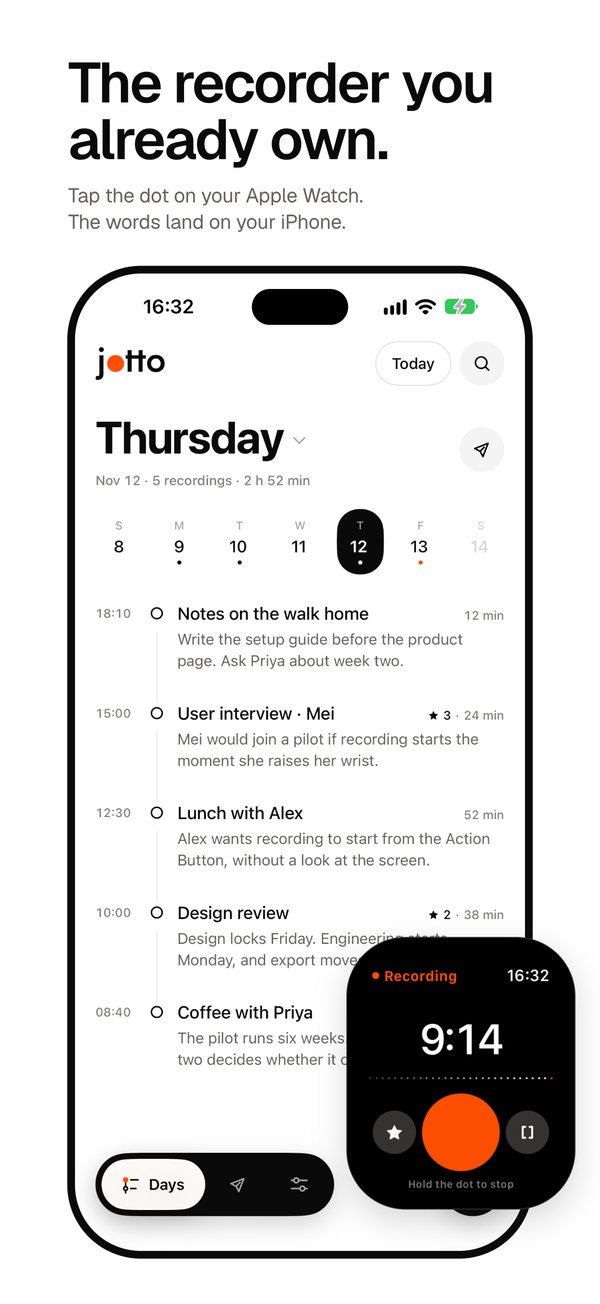 The recorder you
already own.
Tap the dot on your Apple Watch.
The words land on your iPhone.
16:32
jotto
Today
Thursday
Nov 12 · 5 recordings · 2 h 52 min
S M T W T F S
8 9 10 11 12 13 14
18:10 Notes on the walk home 12 min
Write the setup guide before the product
page. Ask Priya about week two.
15:00 User interview · Mei ★ 3 · 24 min
Mei would join a pilot if recording starts the
moment she raises her wrist.
12:30 Lunch with Alex 52 min
Alex wants recording to start from the Action
Button, without a look at the screen.
10:00 Design review ★ 2 · 38 min
Design locks Friday. Engineering starts
Monday, and export
08:40 Coffee with Priya
The pilot runs six weeks.
two decides whether it
Recording 16:32
9:14
Hold the dot to stop
Days